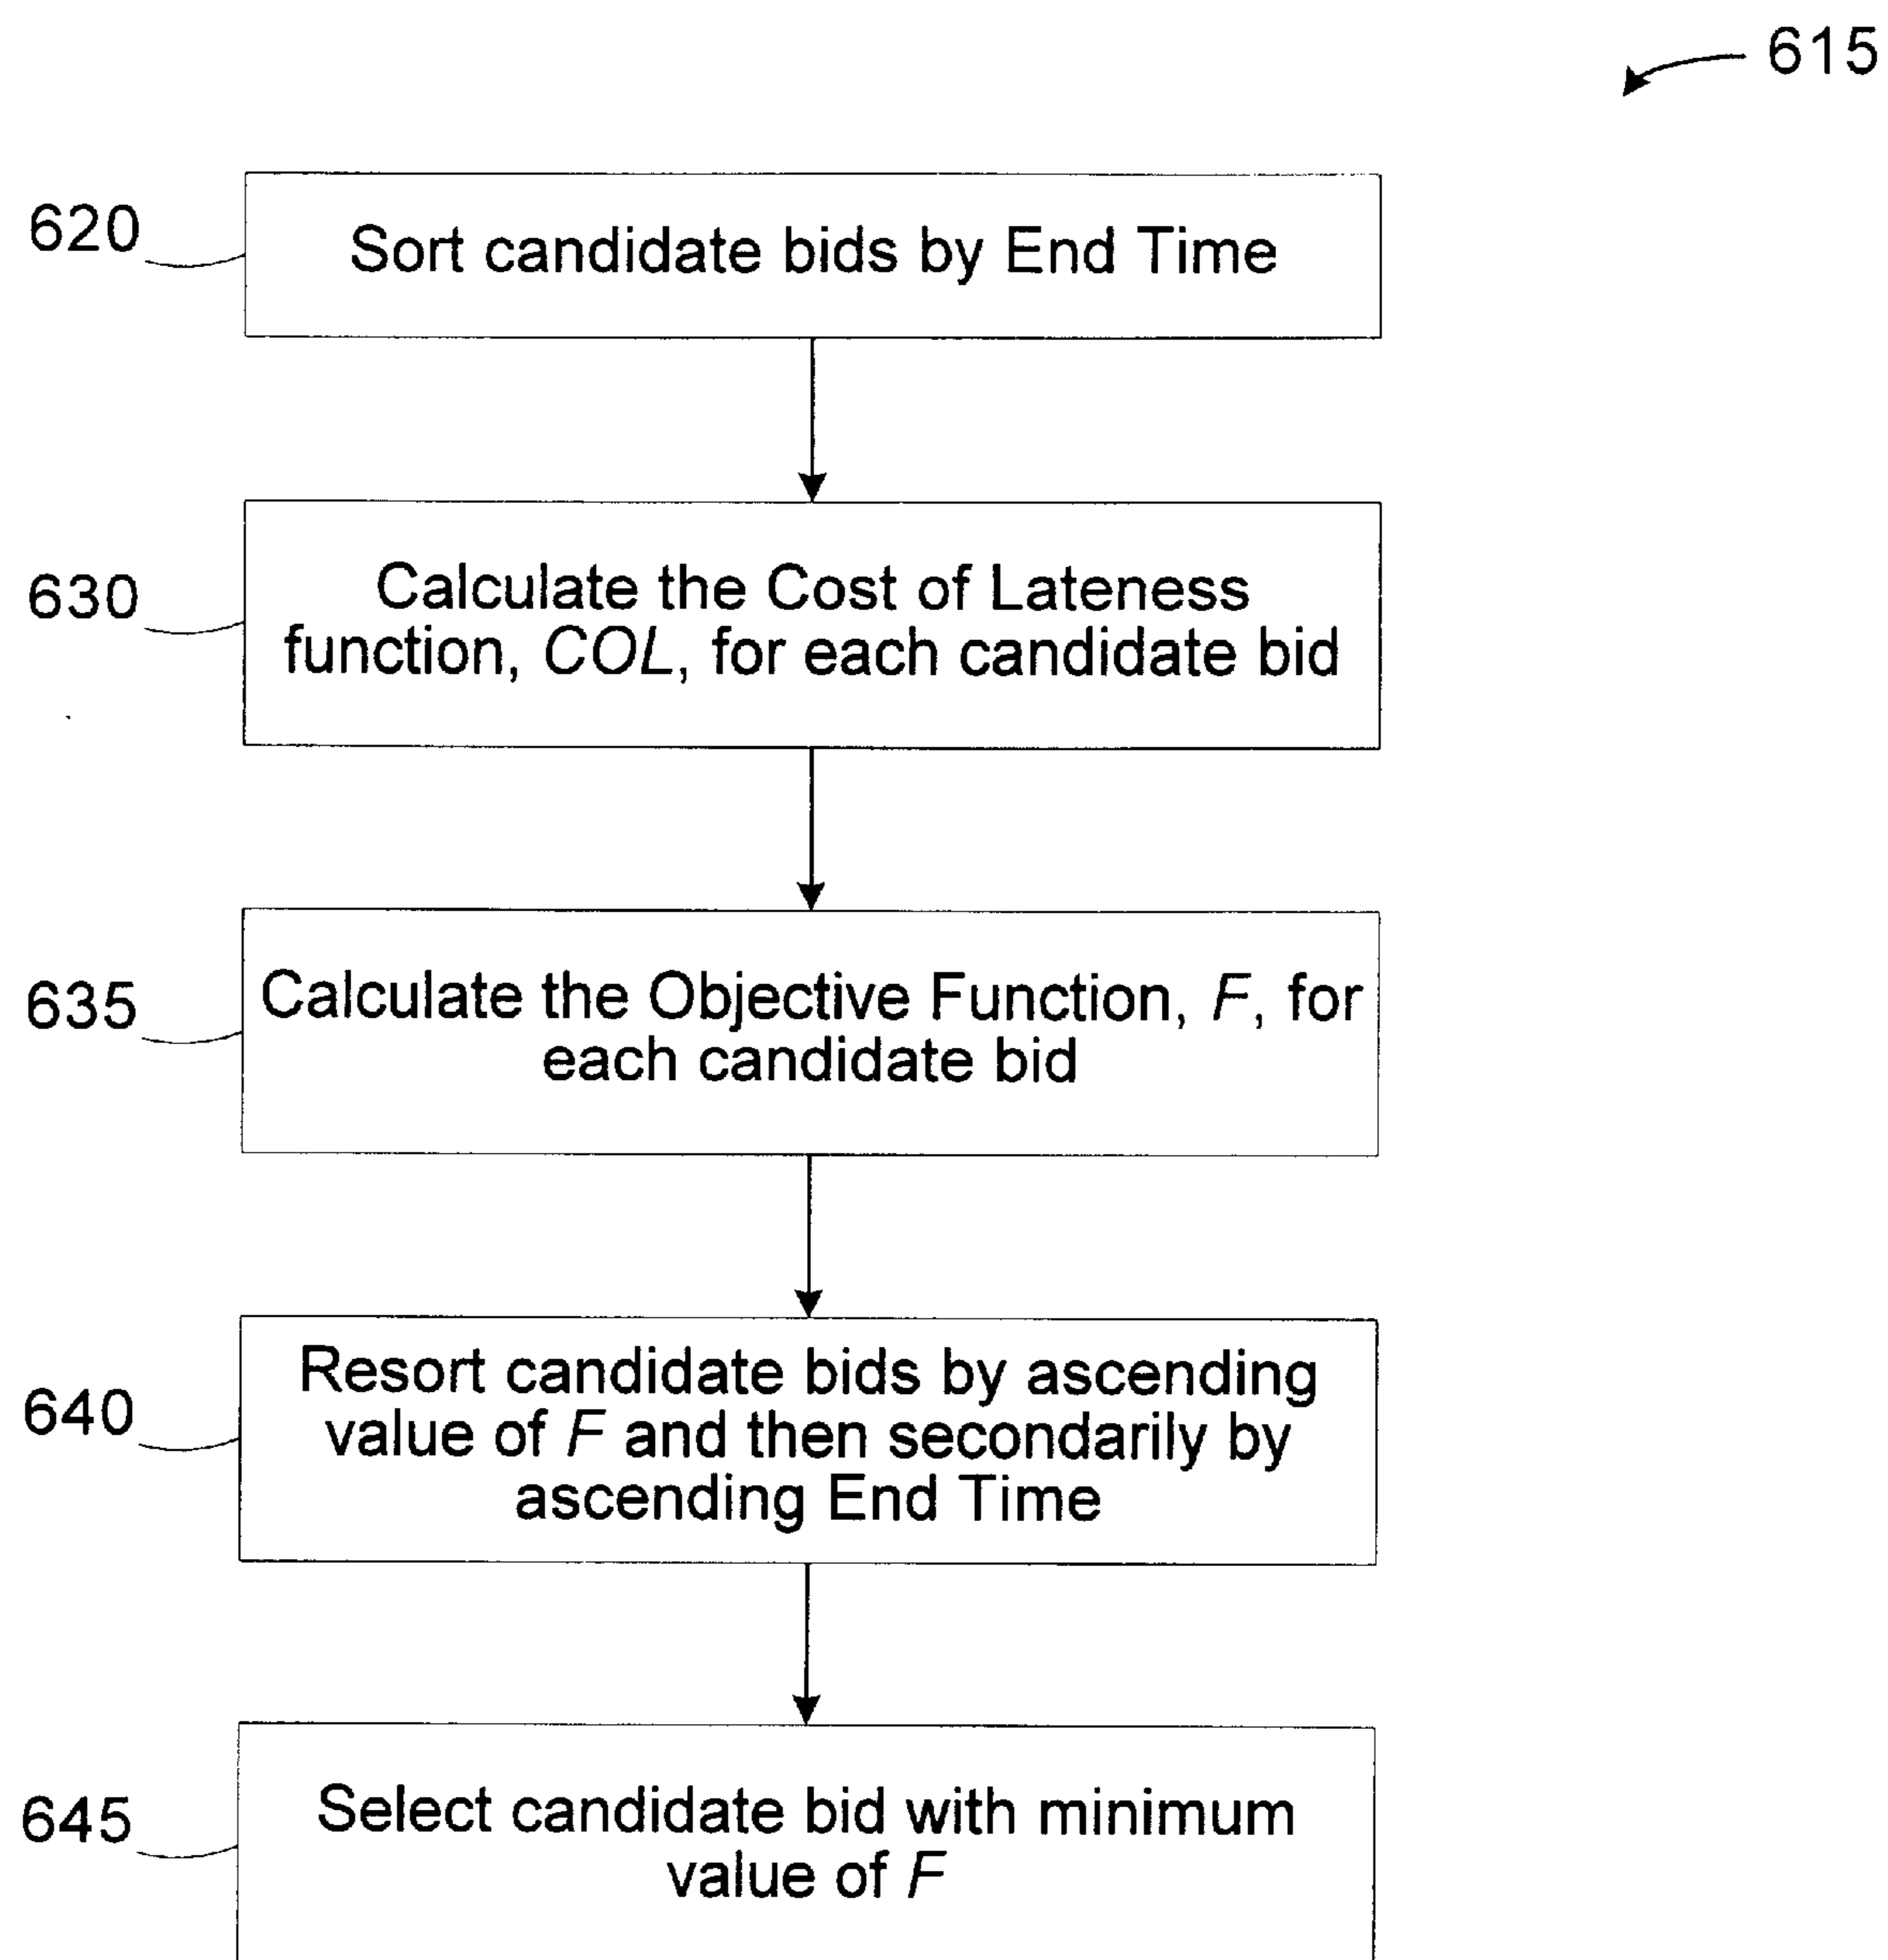 615
620
Sort candidate bids by End Time
630
Calculate the Cost of Lateness
function, COL, for each candidate bid
635
Calculate the Objective Function, F, for
each candidate bid
640
Resort candidate bids by ascending
value of F and then secondarily by
ascending End Time
645
Select candidate bid with minimum
value of F